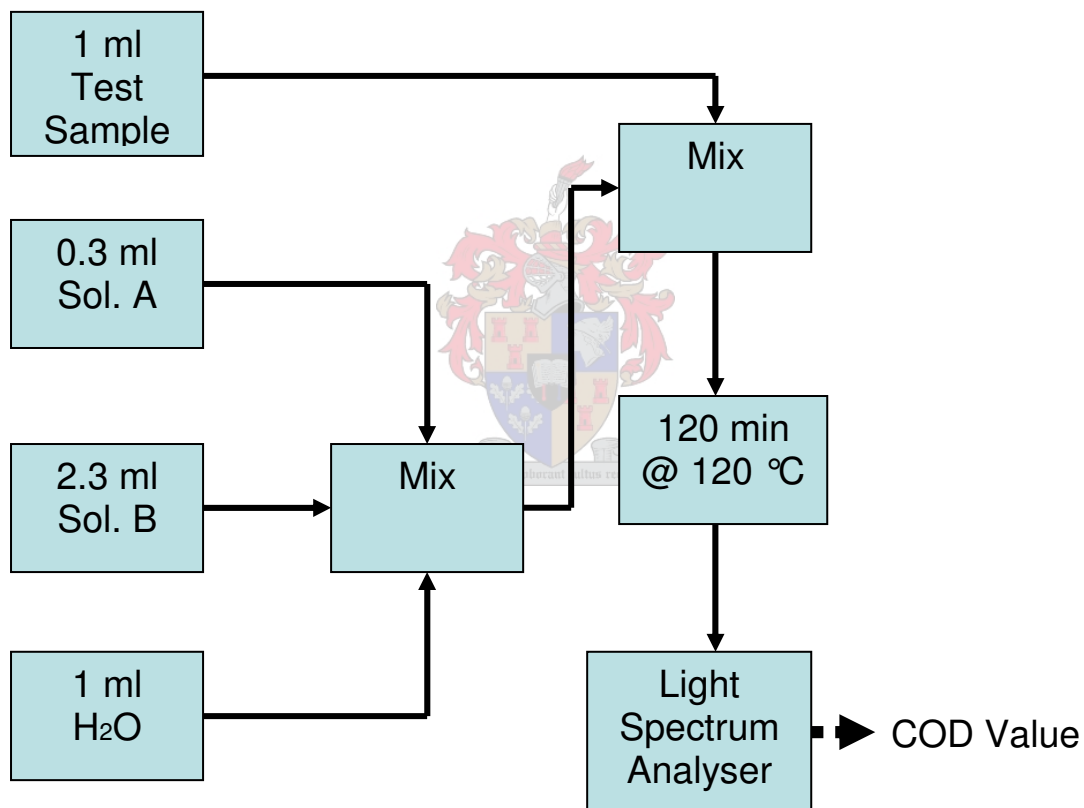 1 ml
Test
Sample
Mix
0.3 ml
Sol. A
2.3 ml
Sol. B
Mix
120 min
@ 120 °C
1 ml
H2O
Light
Spectrum
Analyser
COD Value